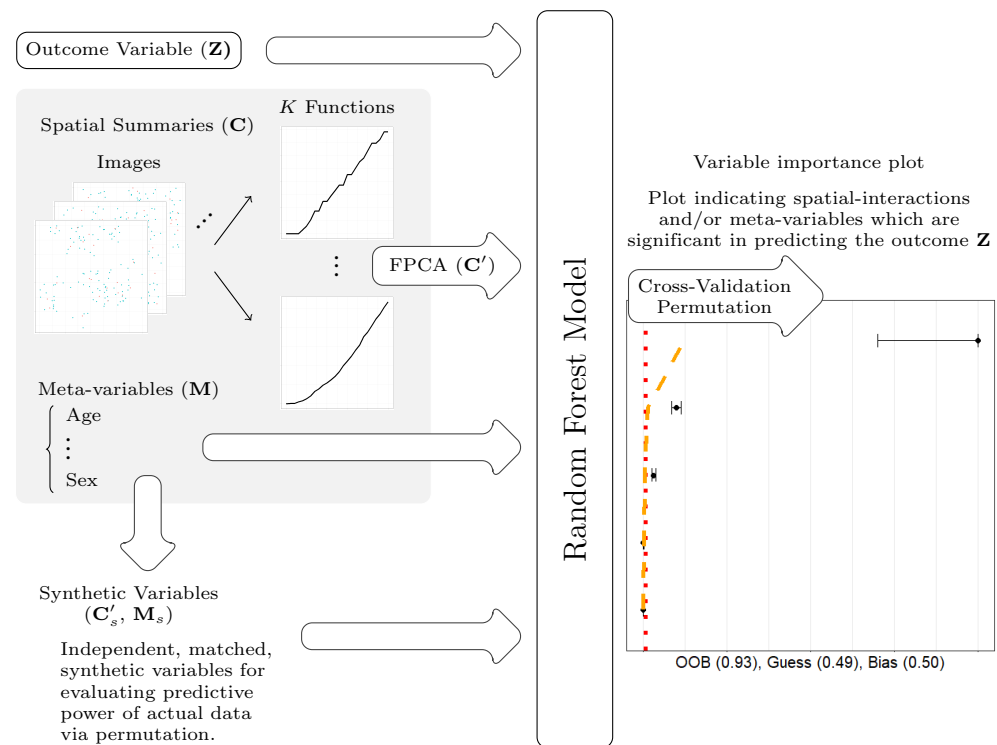 Outcome Variable (Z)
Spatial Summaries (C)
Images
K Functions
FPCA (C′)
Meta-variables (M)
Age
Sex
Synthetic Variables
(C′ₛ, Mₛ)
Independent, matched,
synthetic variables for
evaluating predictive
power of actual data
via permutation.
Random Forest Model
Variable importance plot
Plot indicating spatial-interactions
and/or meta-variables which are
significant in predicting the outcome Z
Cross-Validation
Permutation
OOB (0.93), Guess (0.49), Bias (0.50)